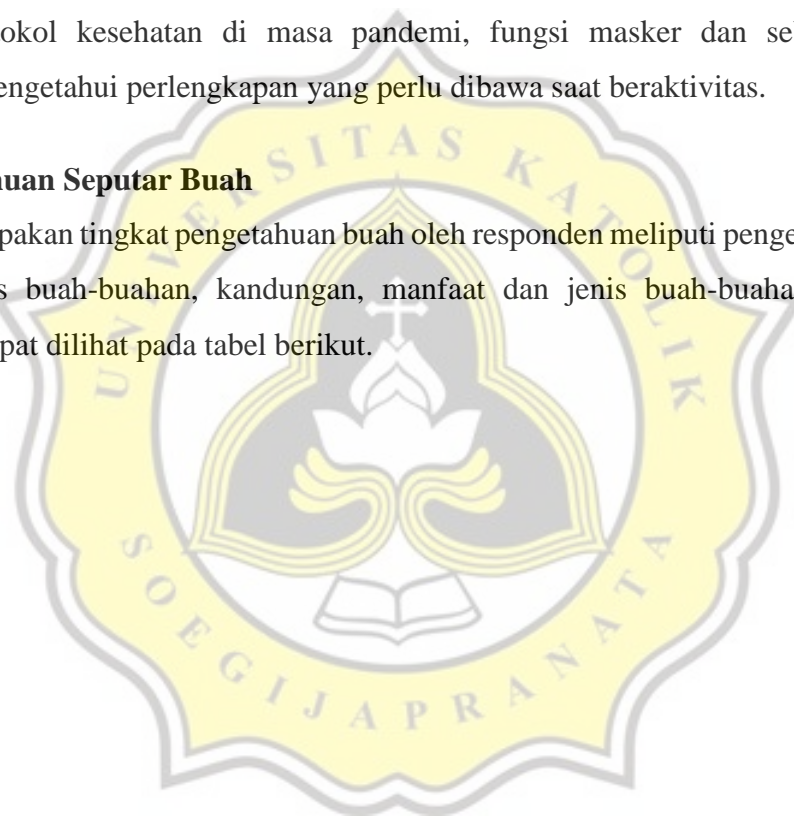 okol kesehatan di masa pandemi, fungsi masker dan se
engetahui perlengkapan yang perlu dibawa saat beraktivitas.
uan Seputar Buah
pakan tingkat pengetahuan buah oleh responden meliputi penge
s buah-buahan, kandungan, manfaat dan jenis buah-buaha
pat dilihat pada tabel berikut.
UNIVERSITAS KATOLIK
SOEGIJAPRANATA